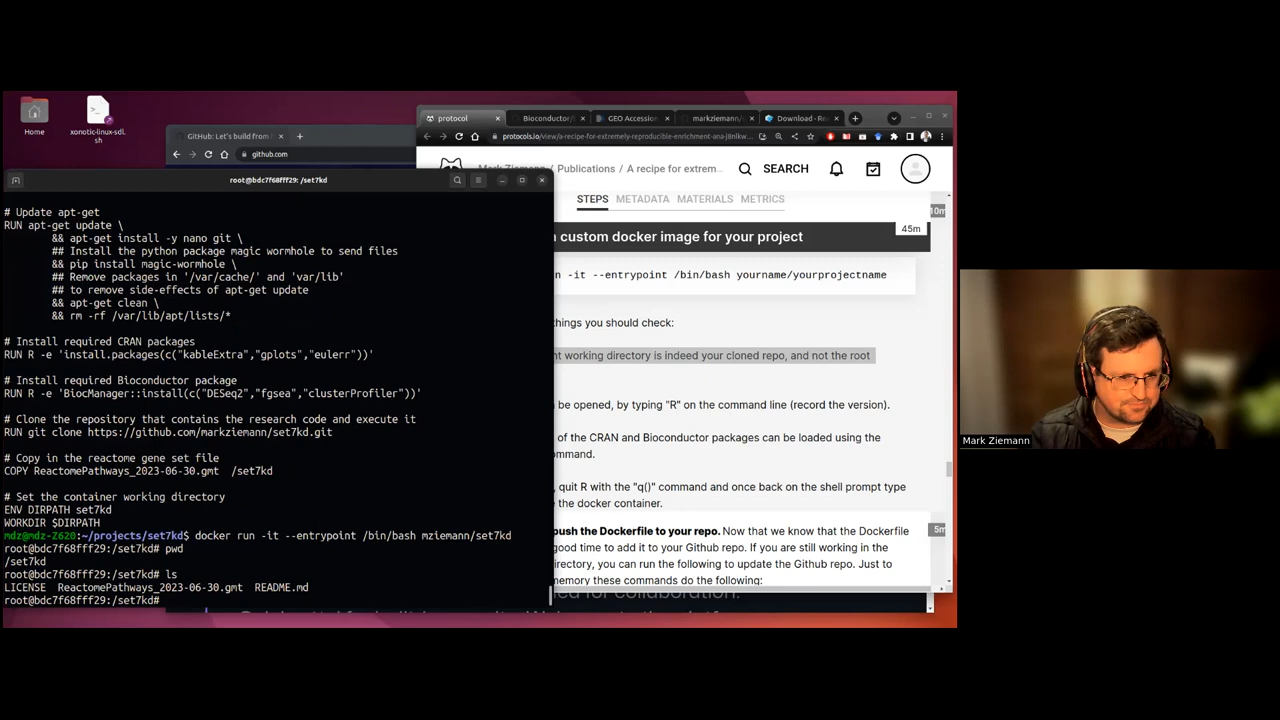 Home
xonotic-linux-sdl.
sh
GitHub: Let's build from
github.com
protocol
Bioconductor/
GEO Accession
markziemann/s
Download - R
protocols.io/view/a-recipe-for-extremely-reproducible-enrichment-ana-j8nlkw
Mark Ziemann / Publications / A recipe for extrem...
SEARCH
STEPS
METADATA
MATERIALS
METRICS
10m
45m
custom docker image for your project
-it --entrypoint /bin/bash yourname/yourprojectname
things you should check:
working directory is indeed your cloned repo, and not the root
be opened, by typing "R" on the command line (record the version).
of the CRAN and Bioconductor packages can be loaded using the
quit R with the "q()" command and once back on the shell prompt type
the docker container.
push the Dockerfile to your repo. Now that we know that the Dockerfile
5m
good time to add it to your Github repo. If you are still working in the
directory, you can run the following to update the Github repo. Just to
memory these commands do the following:
for collaboration.
root@bdc7f68fff29: /set7kd
# Update apt-get
RUN apt-get update \
&& apt-get install -y nano git \
## Install the python package magic wormhole to send files
&& pip install magic-wormhole \
## Remove packages in '/var/cache/' and 'var/lib'
## to remove side-effects of apt-get update
&& apt-get clean \
&& rm -rf /var/lib/apt/lists/*
# Install required CRAN packages
RUN R -e 'install.packages(c("kableExtra","gplots","eulerr"))'
# Install required Bioconductor package
RUN R -e 'BiocManager::install(c("DESeq2","fgsea","clusterProfiler"))'
# Clone the repository that contains the research code and execute it
RUN git clone https://github.com/markziemann/set7kd.git
# Copy in the reactome gene set file
COPY ReactomePathways_2023-06-30.gmt /set7kd
# Set the container working directory
ENV DIRPATH set7kd
WORKDIR $DIRPATH
mdz@mdz-Z620:~/projects/set7kd$ docker run -it --entrypoint /bin/bash mziemann/set7kd
root@bdc7f68fff29:/set7kd# pwd
/set7kd
root@bdc7f68fff29:/set7kd# ls
LICENSE ReactomePathways_2023-06-30.gmt README.md
root@bdc7f68fff29:/set7kd#
Mark Ziemann